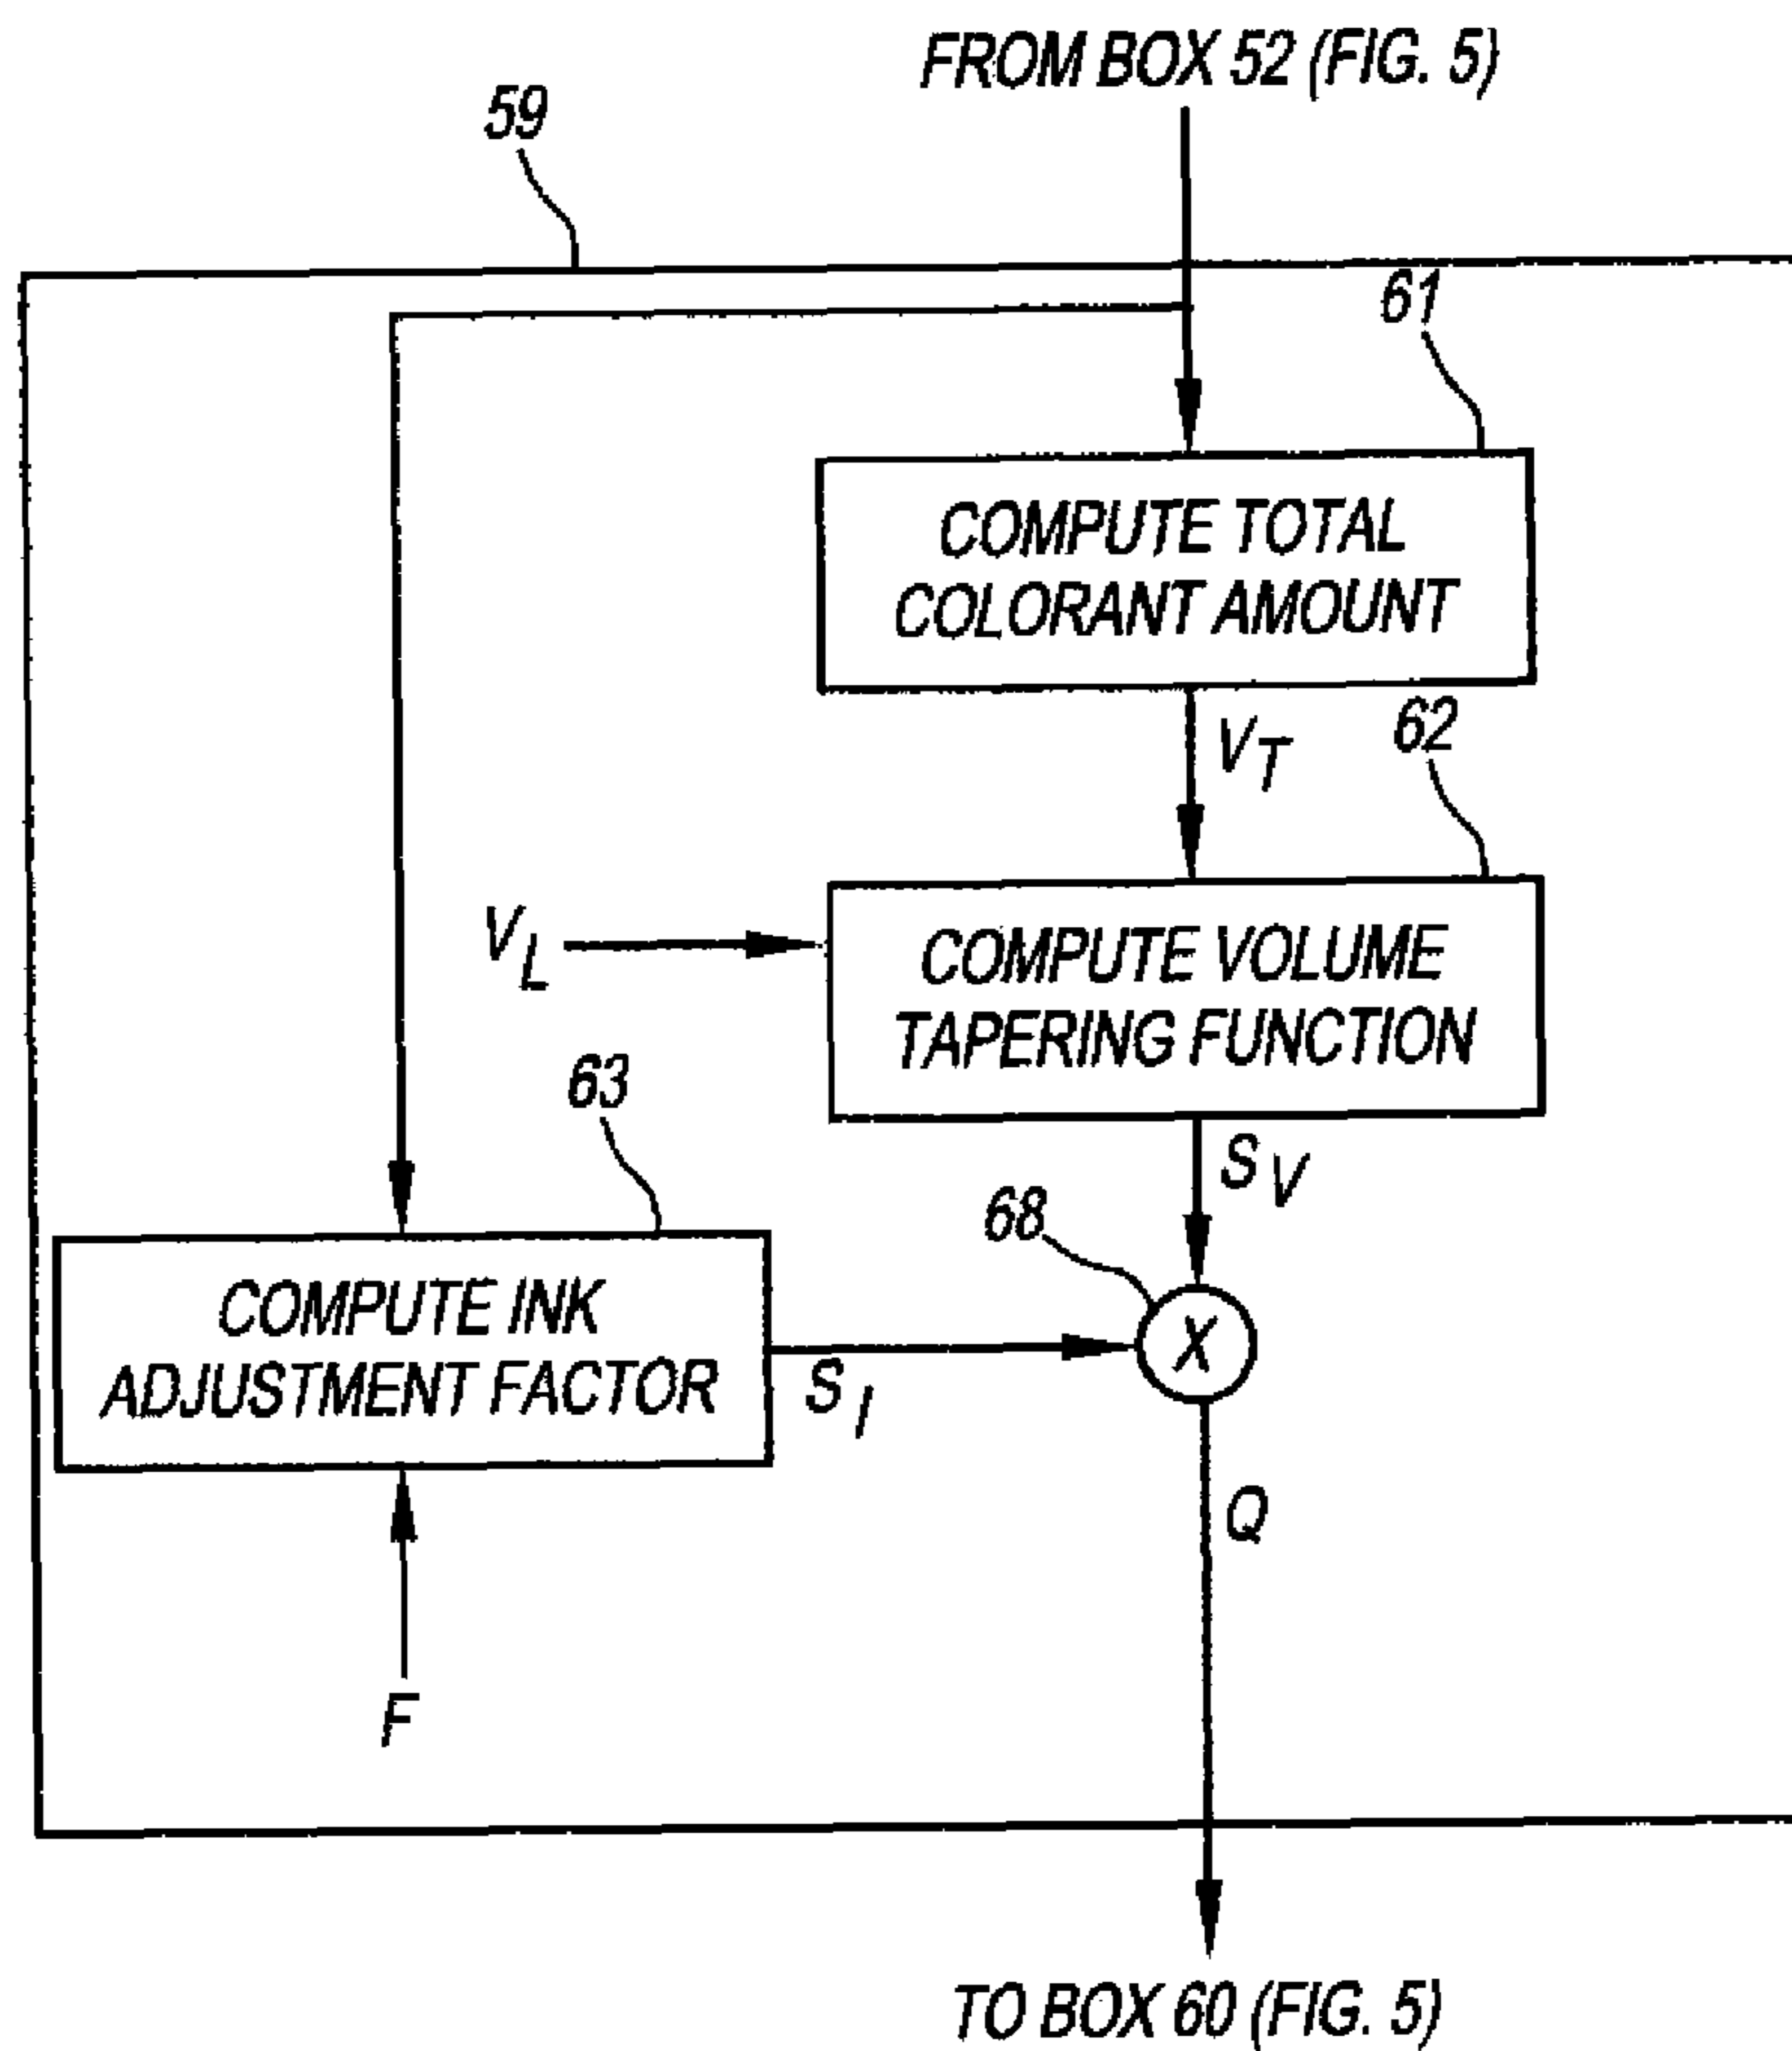 FROM BOX 52 (FIG. 5)
59
61
COMPUTE TOTAL
COLORANT AMOUNT
V_T
62
V_L
COMPUTE VOLUME
TAPERING FUNCTION
63
S_V
68
COMPUTE INK
ADJUSTMENT FACTOR
S_I
X
Q
F
TO BOX 60 (FIG. 5)